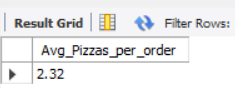 Result Grid Filter Rows:
Avg_Pizzas_per_order
2.32